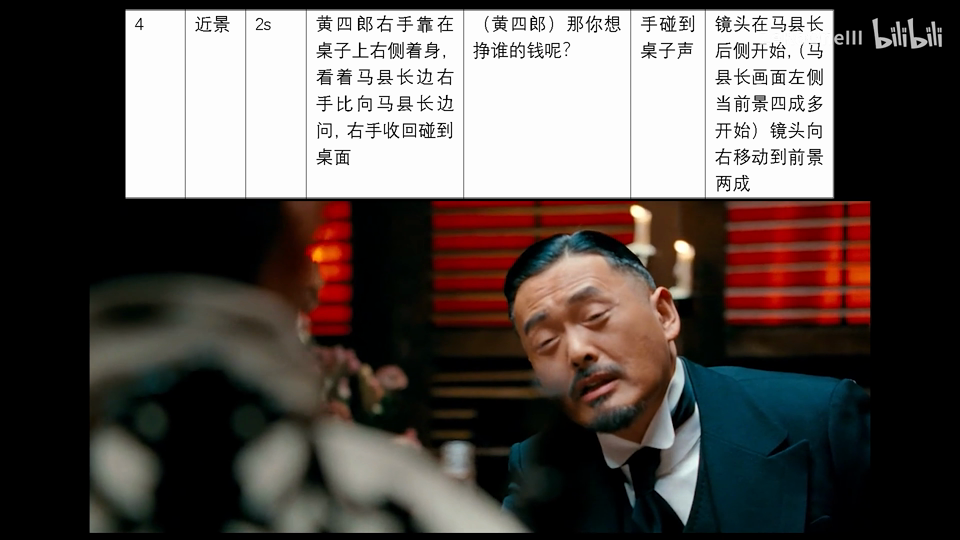 4
近景
2s
黄四郎右手靠在
桌子上右侧着身，
看着马县长边右
手比向马县长边
问，右手收回碰到
桌面
（黄四郎）那你想
挣谁的钱呢？
手碰到
桌子声
镜头在马县长
后侧开始，（马
县长画面左侧
当前景四成多
开始）镜头向
右移动到前景
两成
bilibili